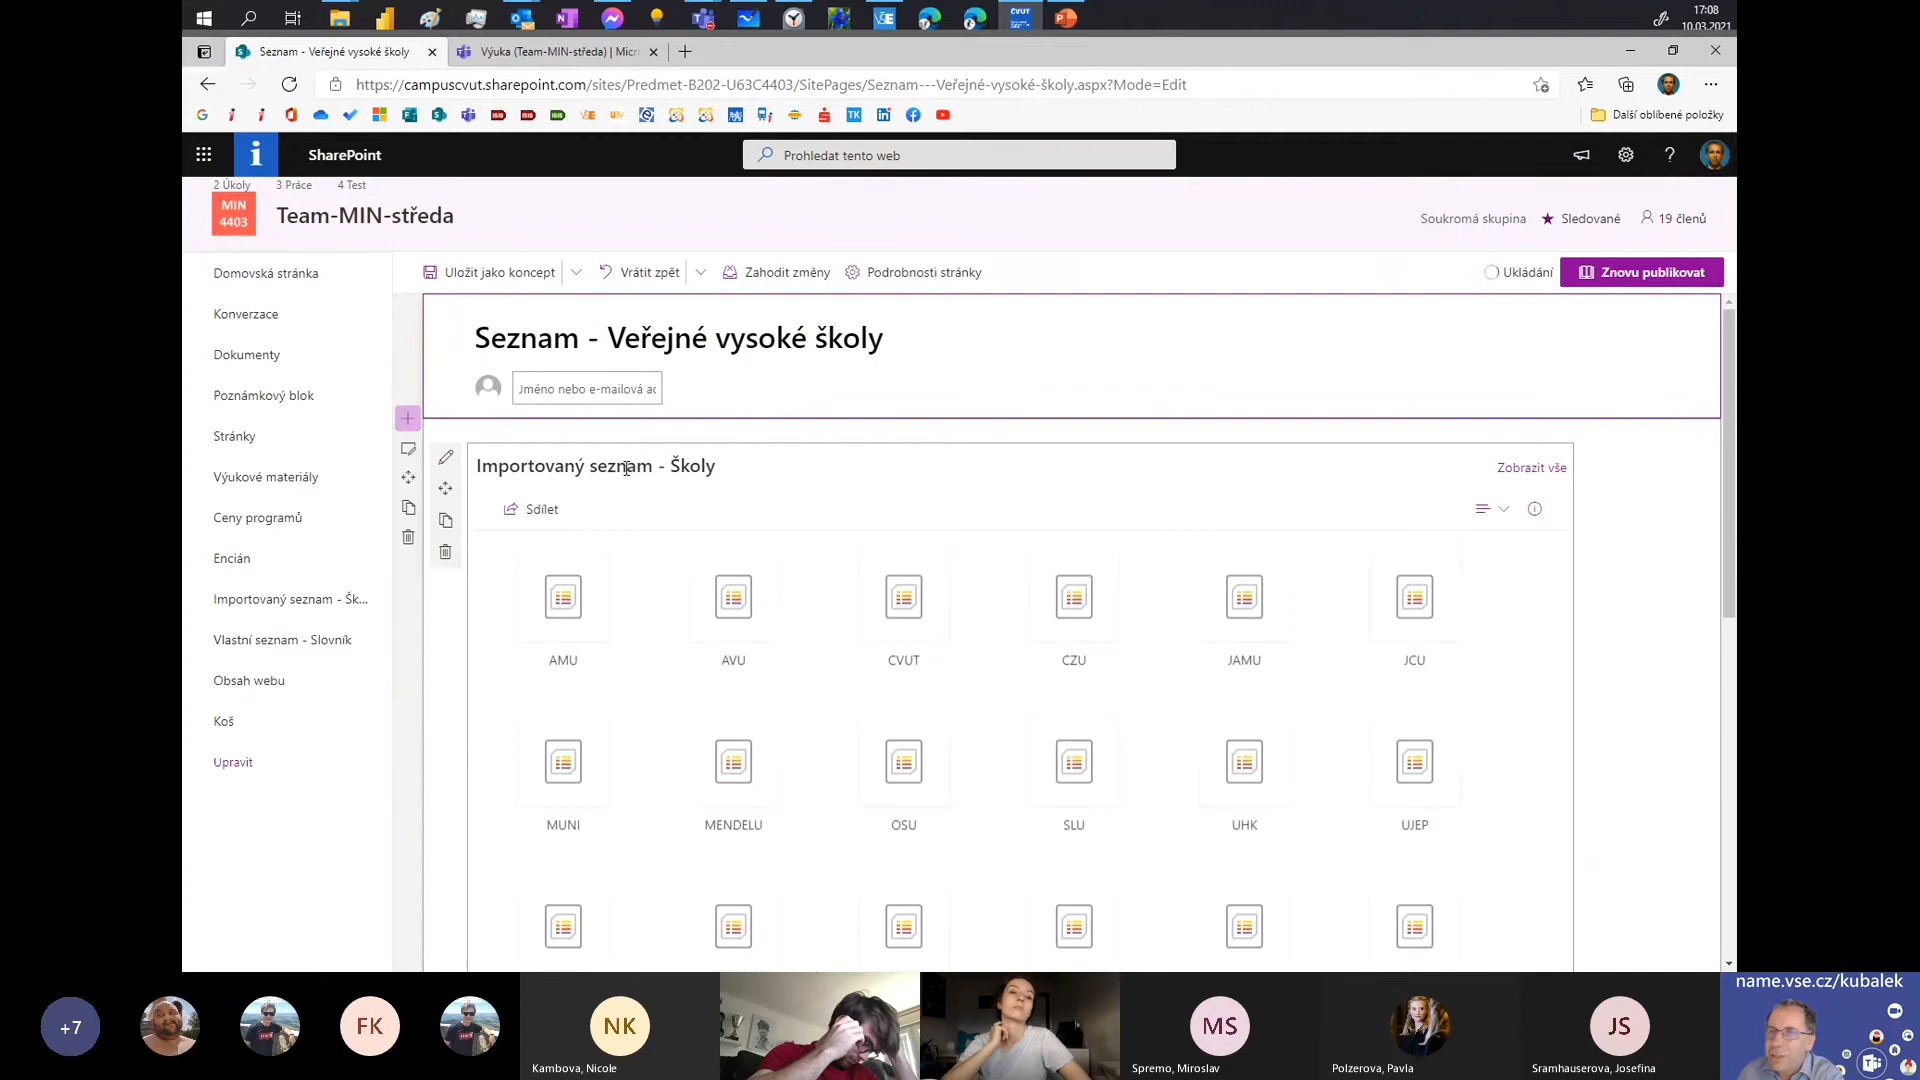 17:08
10.03.2021
Seznam - Veřejné vysoké školy
Výuka (Team-MIN-středa) | Micr
https://campuscvut.sharepoint.com/sites/Predmet-B202-U63C4403/SitePages/Seznam---Veřejné-vysoké-školy.aspx?Mode=Edit
Další oblíbené položky
SharePoint
Prohledat tento web
2 Úkoly 3 Práce 4 Test
MIN
4403
Team-MIN-středa
Soukromá skupina
Sledované
19 členů
Domovská stránka
Konverzace
Dokumenty
Poznámkový blok
Stránky
Výukové materiály
Ceny programů
Encián
Importovaný seznam - Šk...
Vlastní seznam - Slovník
Obsah webu
Koš
Upravit
Uložit jako koncept
Vrátit zpět
Zahodit změny
Podrobnosti stránky
Ukládání
Znovu publikovat
Seznam - Veřejné vysoké školy
Jméno nebo e-mailová ac
Importovaný seznam - Školy
Zobrazit vše
Sdílet
AMU AVU CVUT CZU JAMU JCU
MUNI MENDELU OSU SLU UHK UJEP
+7
FK
NK
Kambova, Nicole
MS
Spremo, Miroslav
Polzerova, Pavla
JS
Sramhauserova, Josefina
name.vse.cz/kubalek